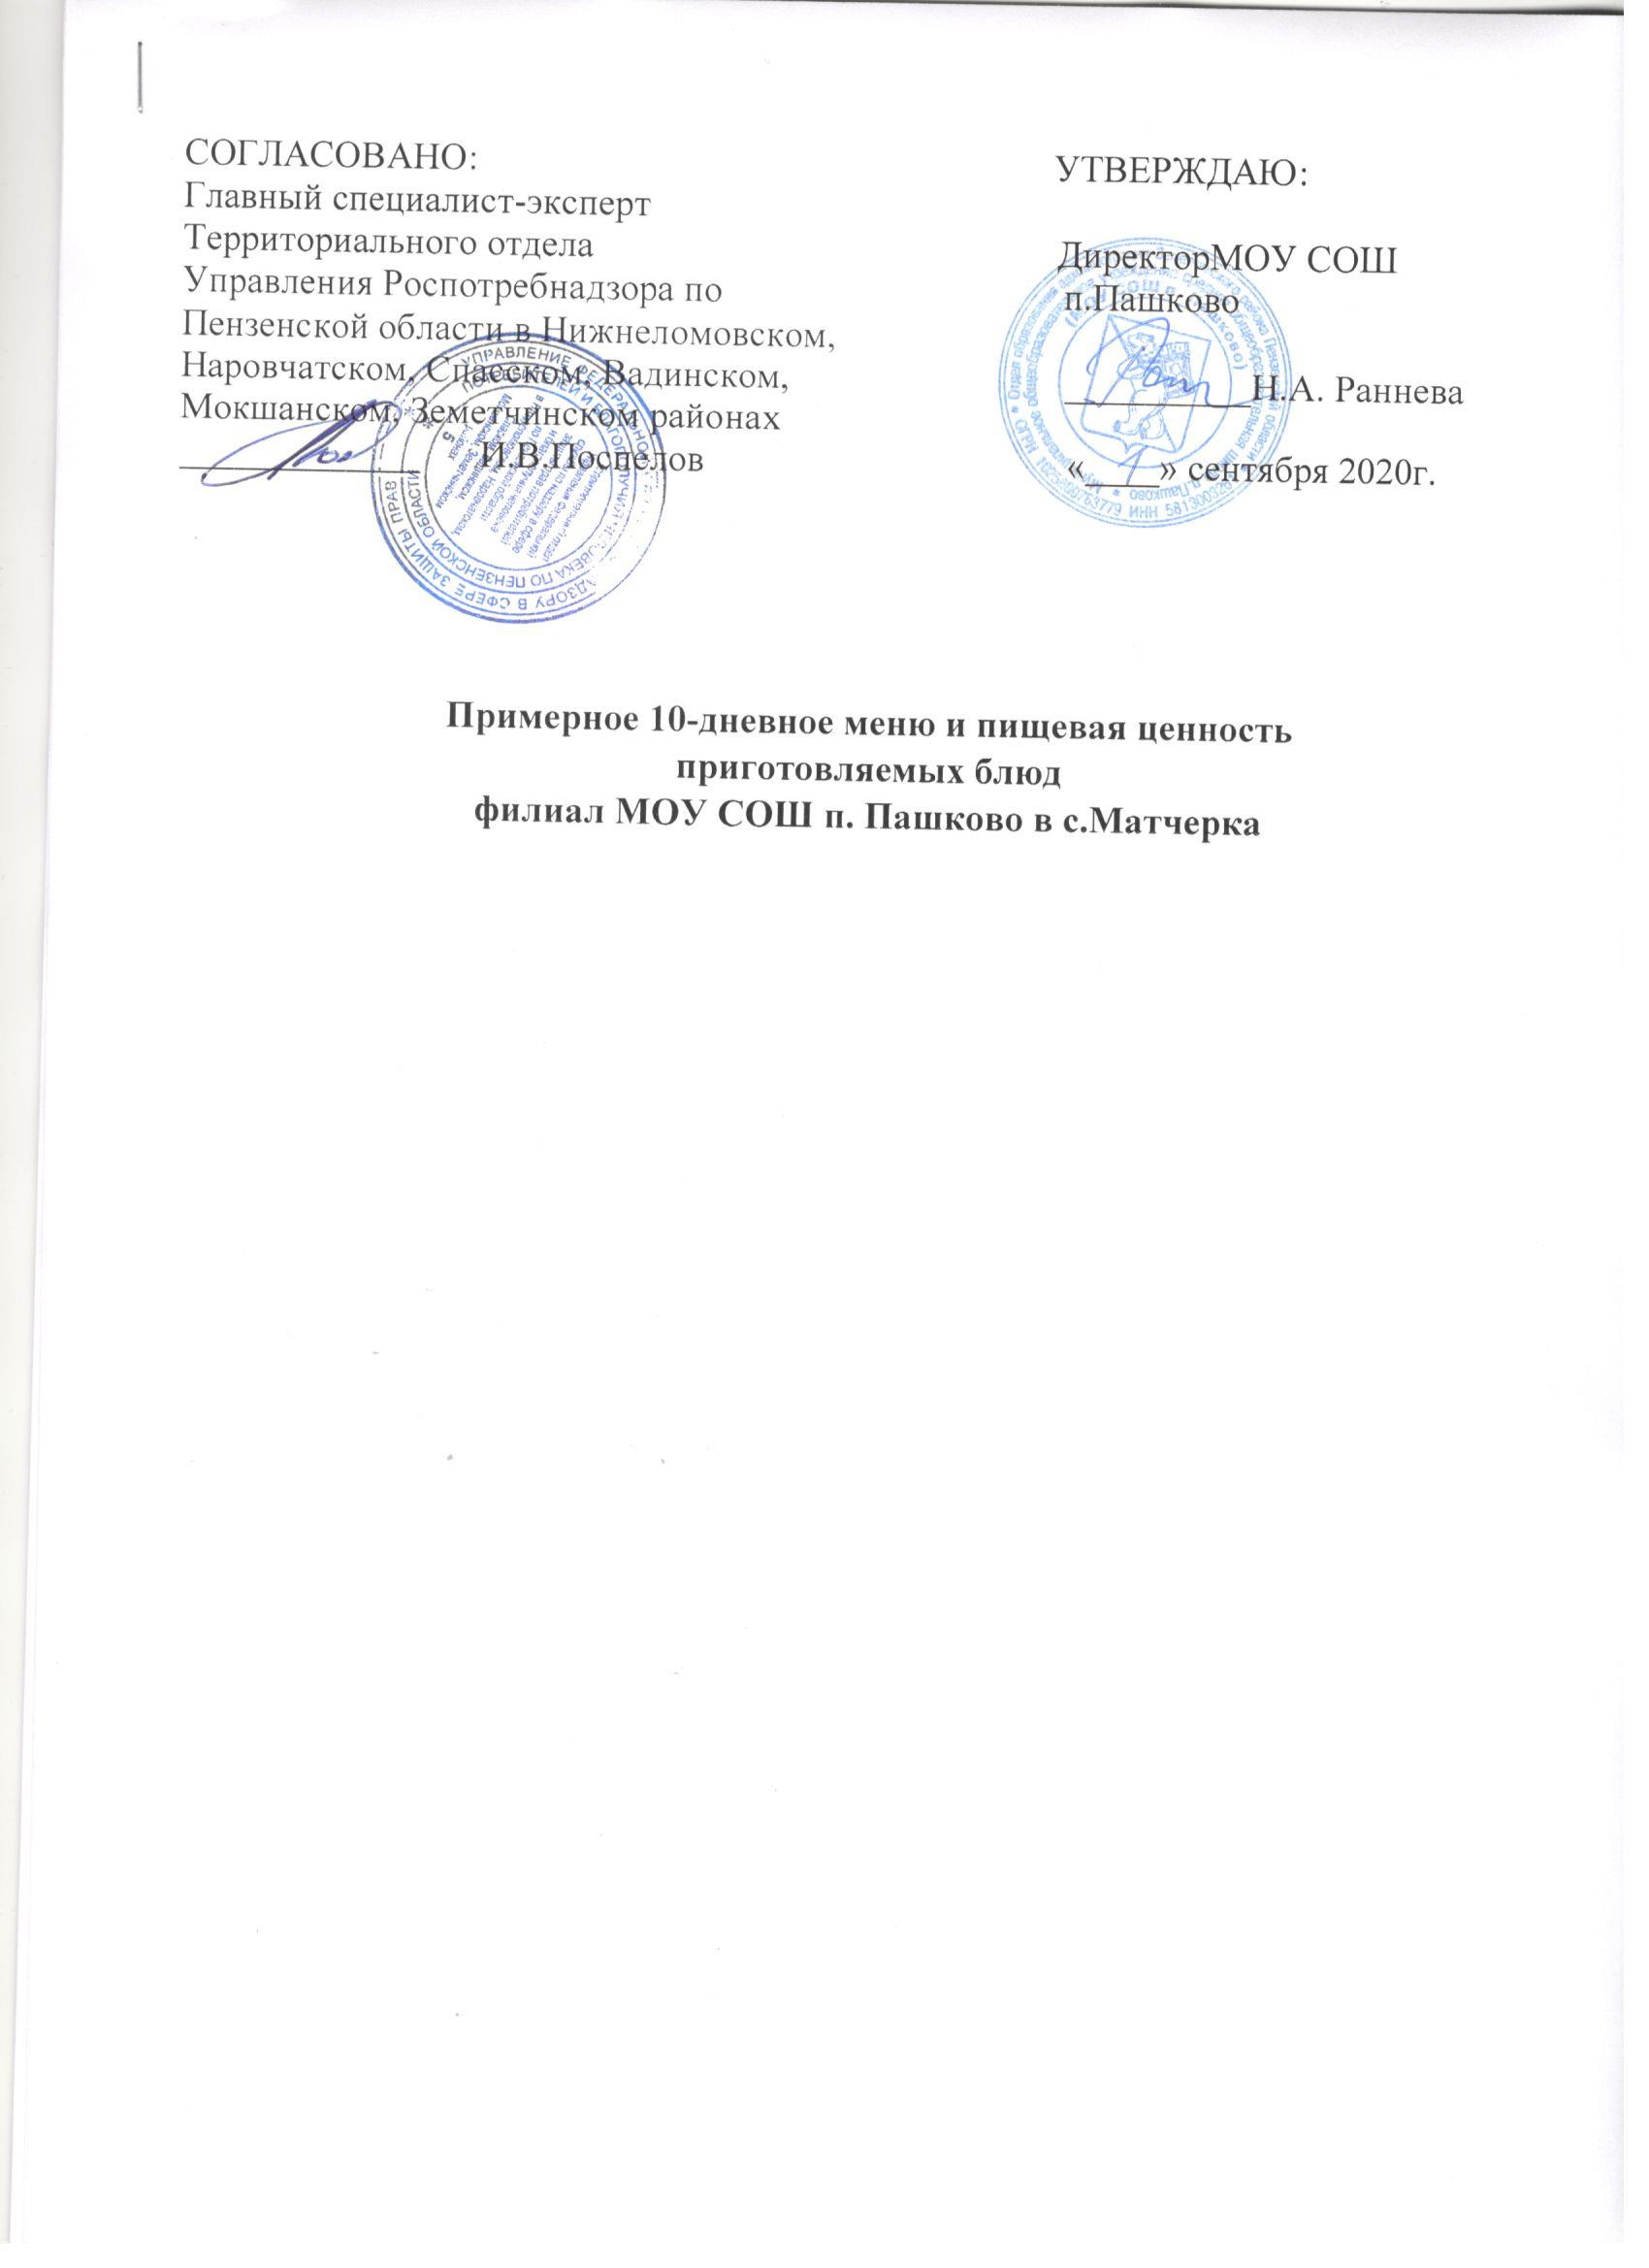 СОГЛАСОВАНО:
Главный специалист-эксперт
Территориального отдела
Управления Роспотребнадзора по
Пензенской области в Нижнеломовском,
Наровчатском, Спасском, Вадинском,
Мокшанском, Земетчинском районах
И.В.Поспелов
УТВЕРЖДАЮ:
ДиректорМОУ СОШ
п.Пашково
Н.А. Раннева
«1» сентября 2020г.
Примерное 10-дневное меню и пищевая ценность
приготовляемых блюд
филиал МОУ СОШ п. Пашково в с.Матчерка